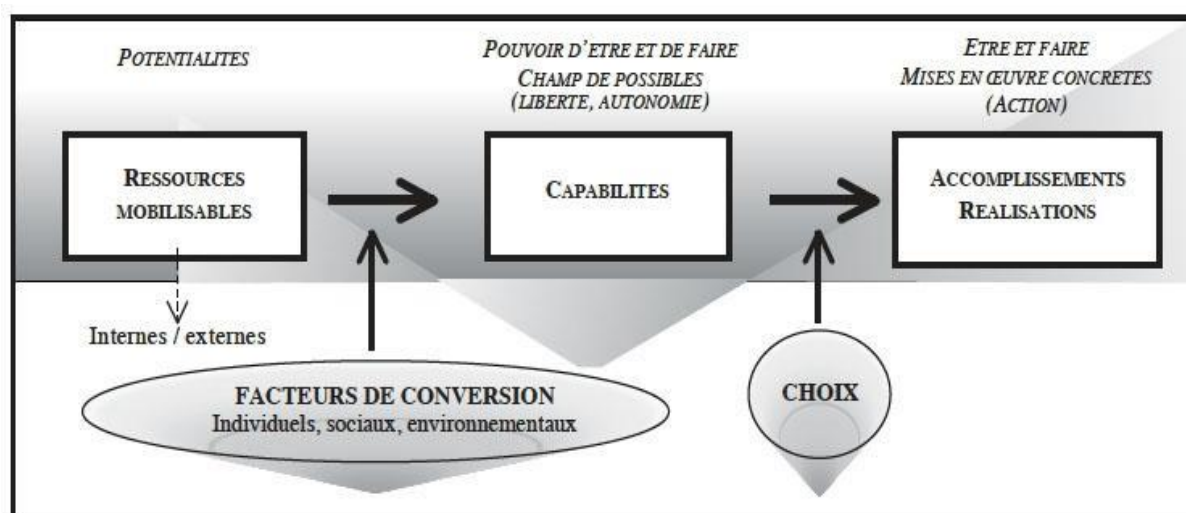 POTENTIALITES
POUVOIR D'ETRE ET DE FAIRE
CHAMP DE POSSIBLES
(LIBERTE, AUTONOMIE)
ETRE ET FAIRE
MISES EN ŒUVRE CONCRETES
(ACTION)
RESSOURCES
MOBILISABLES
CAPABILITES
ACCOMPLISSEMENTS
REALISATIONS
Internes / externes
FACTEURS DE CONVERSION
Individuels, sociaux, environnementaux
CHOIX